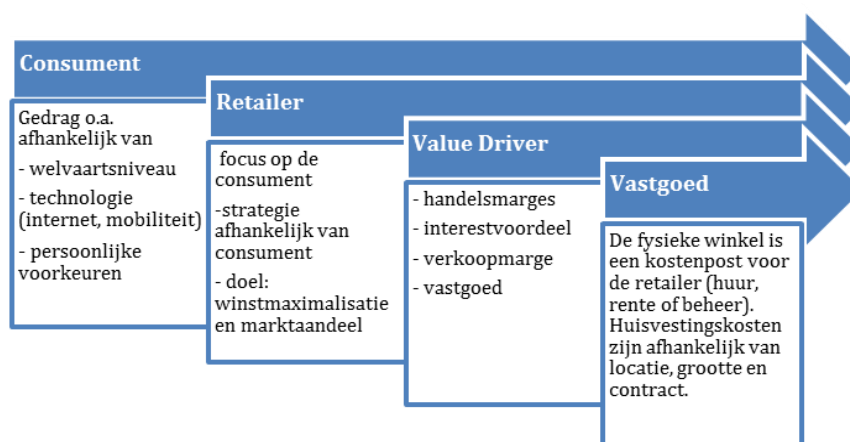 Consument
Gedrag o.a.
afhankelijk van
- welvaartsniveau
- technologie
(internet, mobiliteit)
- persoonlijke
voorkeuren
Retailer
focus op de
consument
-strategie
afhankelijk van
consument
- doel:
winstmaximalisatie
en marktaandeel
Value Driver
- handelsmarges
- interestvoordeel
- verkoopmarge
- vastgoed
Vastgoed
De fysieke winkel is
een kostenpost voor
de retailer (huur,
rente of beheer).
Huisvestingskosten
zijn afhankelijk van
locatie, grootte en
contract.